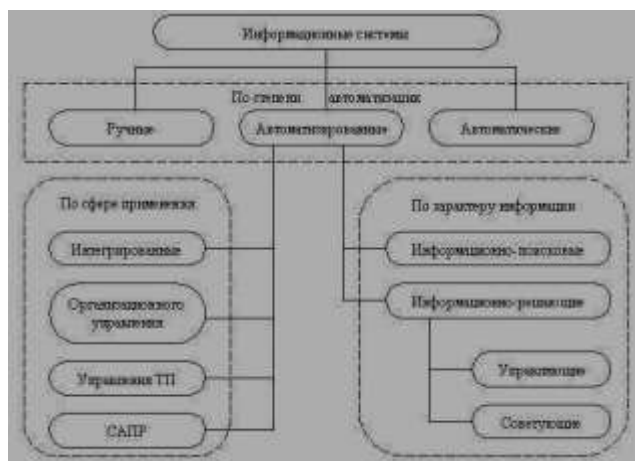 Информационные системы
По степени автоматизации
Ручные
Автоматизированные
Автоматические
По сфере применения
Интегрированные
Организационного
управления
Управления ТП
САПР
По характеру информации
Информационно-поисковые
Информационно-решающие
Управляющие
Советующие